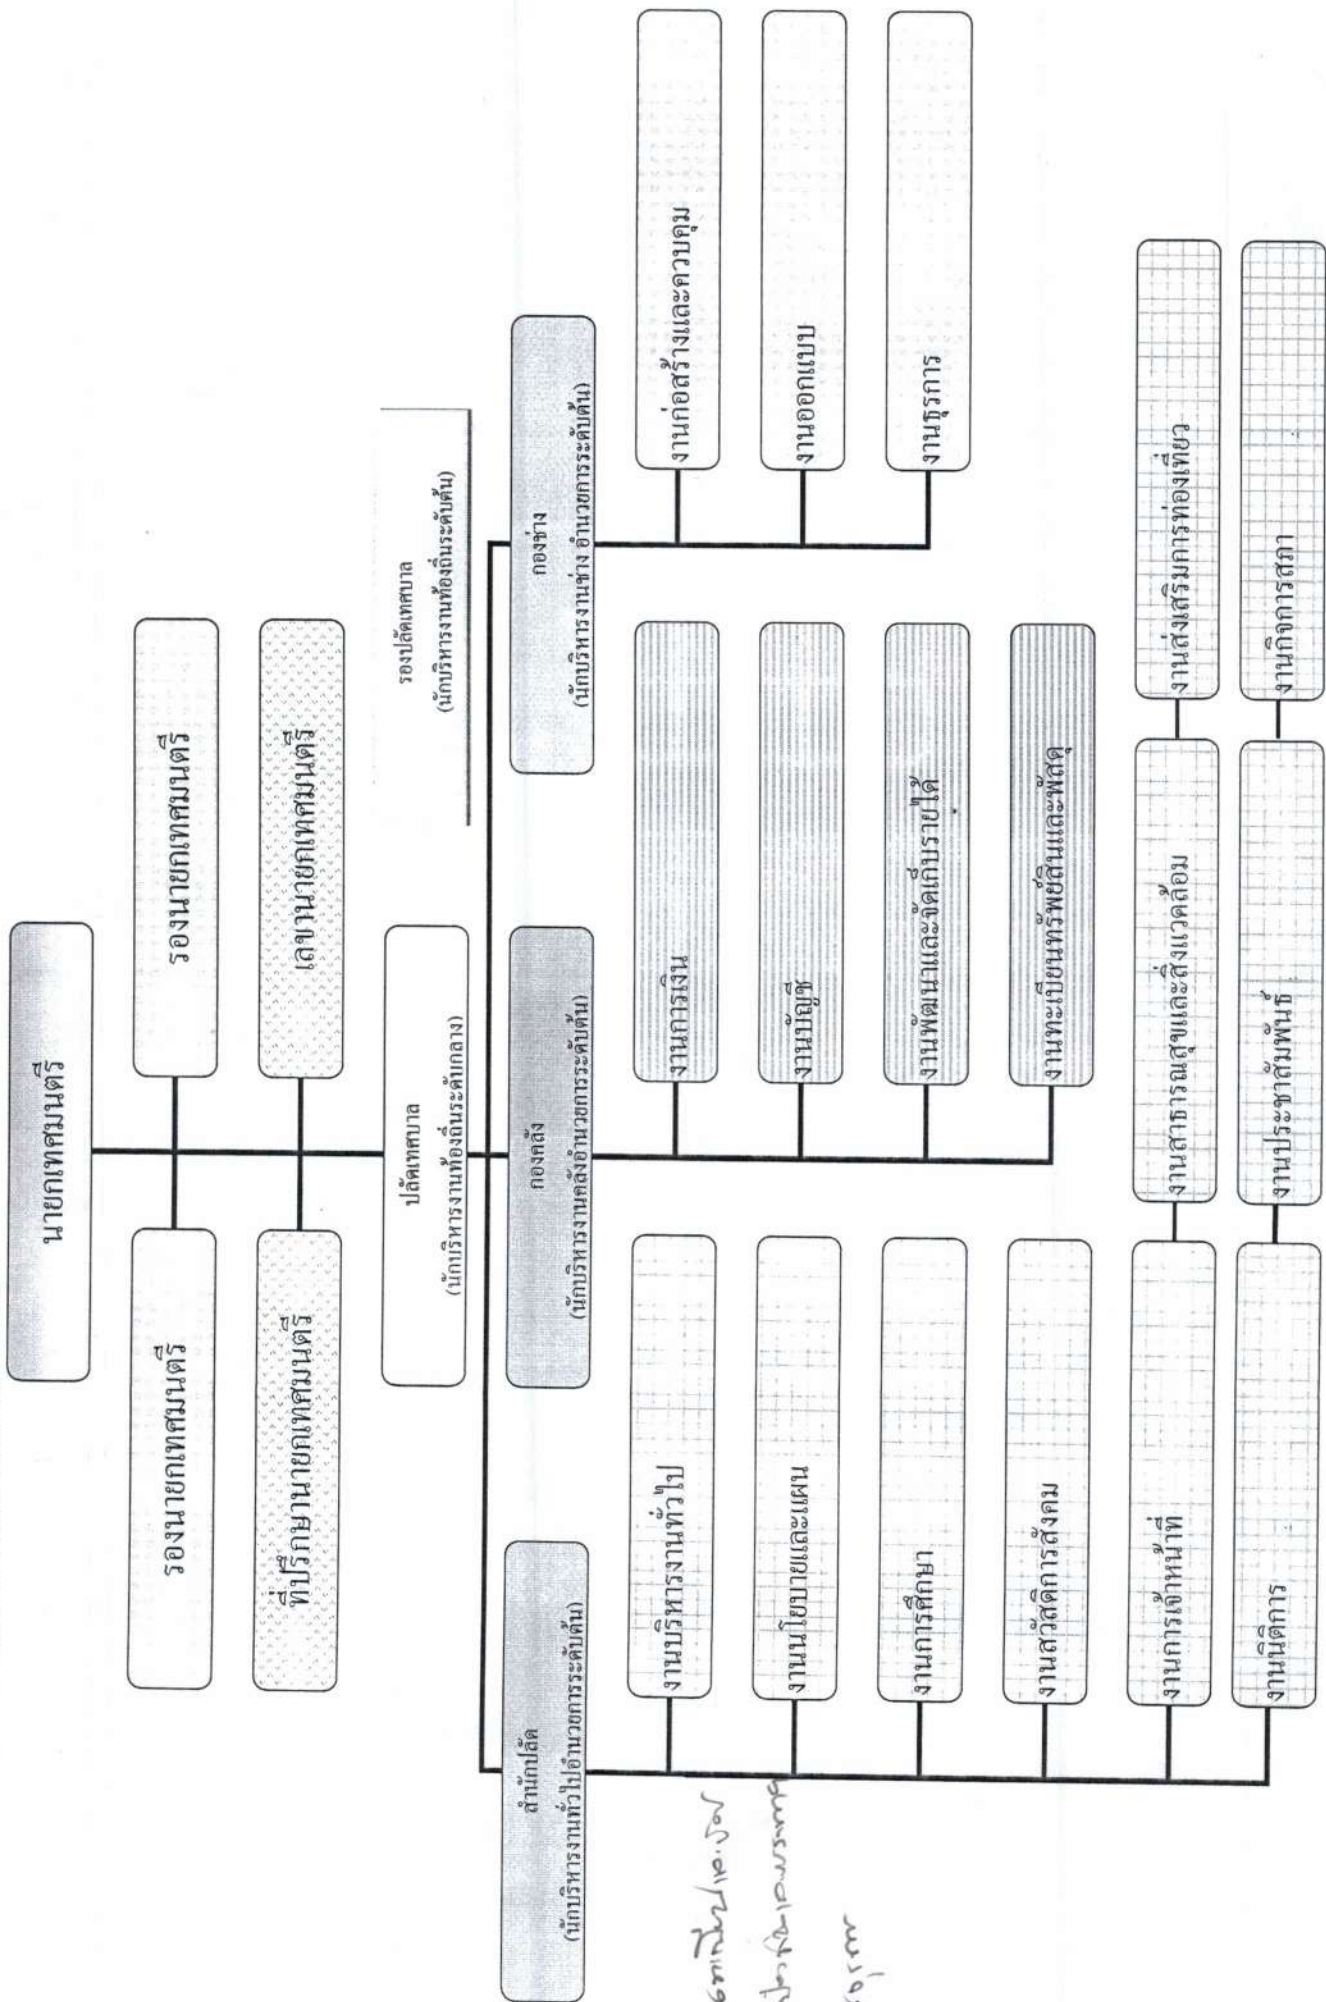 นายกเทศมนตรี
รองนายกเทศมนตรี
รองนายกเทศมนตรี
ที่ปรึกษานายกเทศมนตรี
เลขานายกเทศมนตรี
ปลัดเทศบาล
(นักบริหารงานท้องถิ่นระดับกลาง)
รองปลัดเทศบาล
(นักบริหารงานท้องถิ่นระดับต้น)
สำนักปลัด
(นักบริหารงานทั่วไปอำนวยการระดับต้น)
กองคลัง
(นักบริหารงานคลังอำนวยการระดับต้น)
กองช่าง
(นักบริหารงานช่าง อำนวยการระดับต้น)
งานบริหารงานทั่วไป
งานนโยบายและแผน
งานการศึกษา
งานสวัสดิการสังคม
งานการเจ้าหน้าที่
งานสาธารณสุขและสิ่งแวดล้อม
งานส่งเสริมการท่องเที่ยว
งานนิติการ
งานประชาสัมพันธ์
งานกิจการสภา
งานการเงิน
งานบัญชี
งานพัฒนาและจัดเก็บรายได้
งานทะเบียนทรัพย์สินและพัสดุ
งานก่อสร้างและควบคุม
งานออกแบบ
งานธุรการ